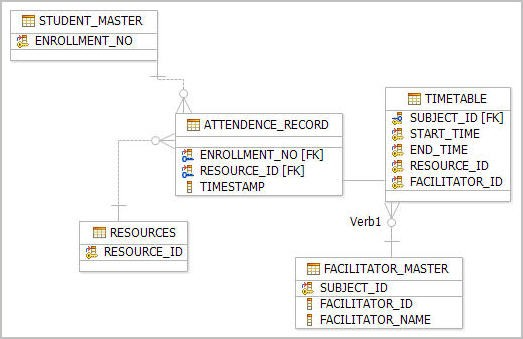 STUDENT_MASTER
ENROLLMENT_NO
ATTENDENCE_RECORD
ENROLLMENT_NO [FK]
RESOURCE_ID [FK]
TIMESTAMP
TIMETABLE
SUBJECT_ID [FK]
START_TIME
END_TIME
RESOURCE_ID
FACILITATOR_ID
RESOURCES
RESOURCE_ID
Verb1
FACILITATOR_MASTER
SUBJECT_ID
FACILITATOR_ID
FACILITATOR_NAME